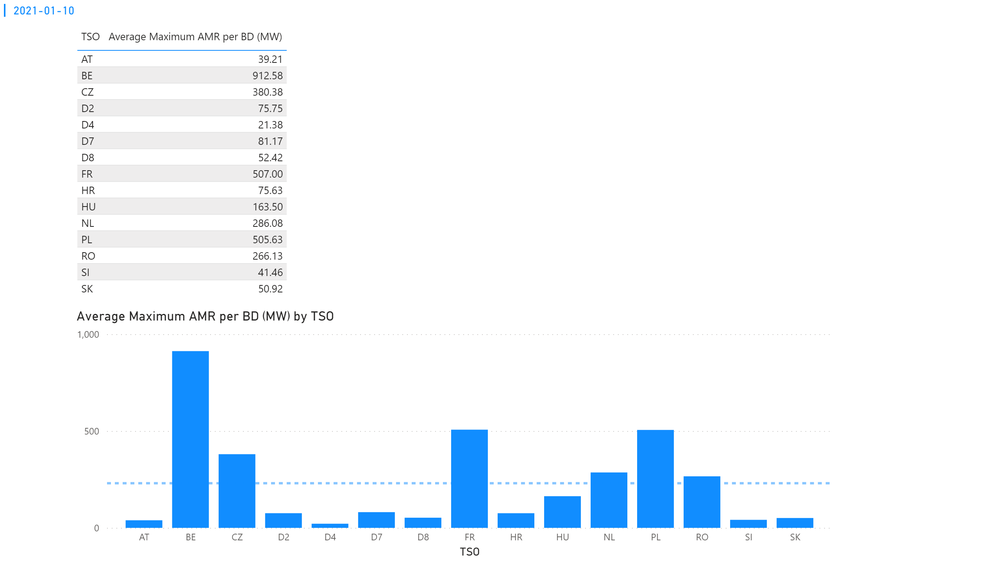 2021-01-10
TSO Average Maximum AMR per BD (MW)
AT 39.21
BE 912.58
CZ 380.38
D2 75.75
D4 21.38
D7 81.17
D8 52.42
FR 507.00
HR 75.63
HU 163.50
NL 286.08
PL 505.63
RO 266.13
SI 41.46
SK 50.92
Average Maximum AMR per BD (MW) by TSO
1,000
500
0
AT BE CZ D2 D4 D7 D8 FR HR HU NL PL RO SI SK
TSO